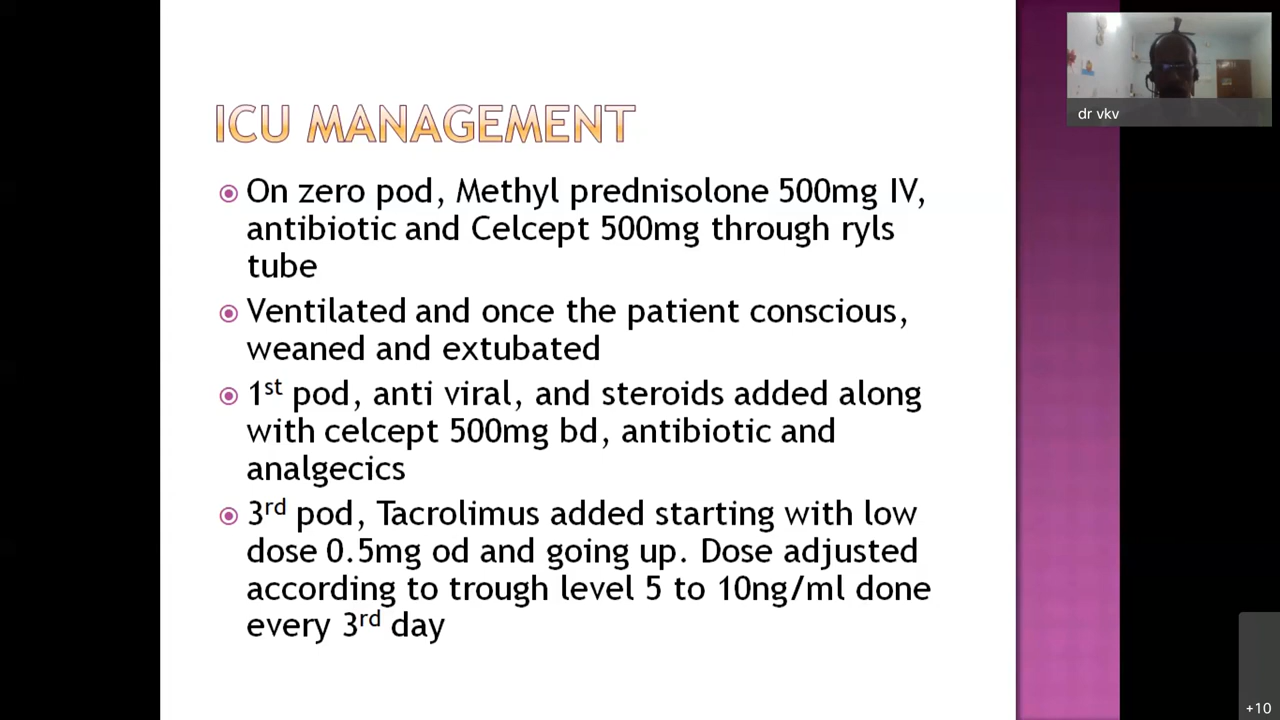 ICU MANAGEMENT
On zero pod, Methyl prednisolone 500mg IV,
antibiotic and Celcept 500mg through ryls
tube
Ventilated and once the patient conscious,
weaned and extubated
1st pod, anti viral, and steroids added along
with celcept 500mg bd, antibiotic and
analgecics
3rd pod, Tacrolimus added starting with low
dose 0.5mg od and going up. Dose adjusted
according to trough level 5 to 10ng/ml done
every 3rd day
dr vkv
+10